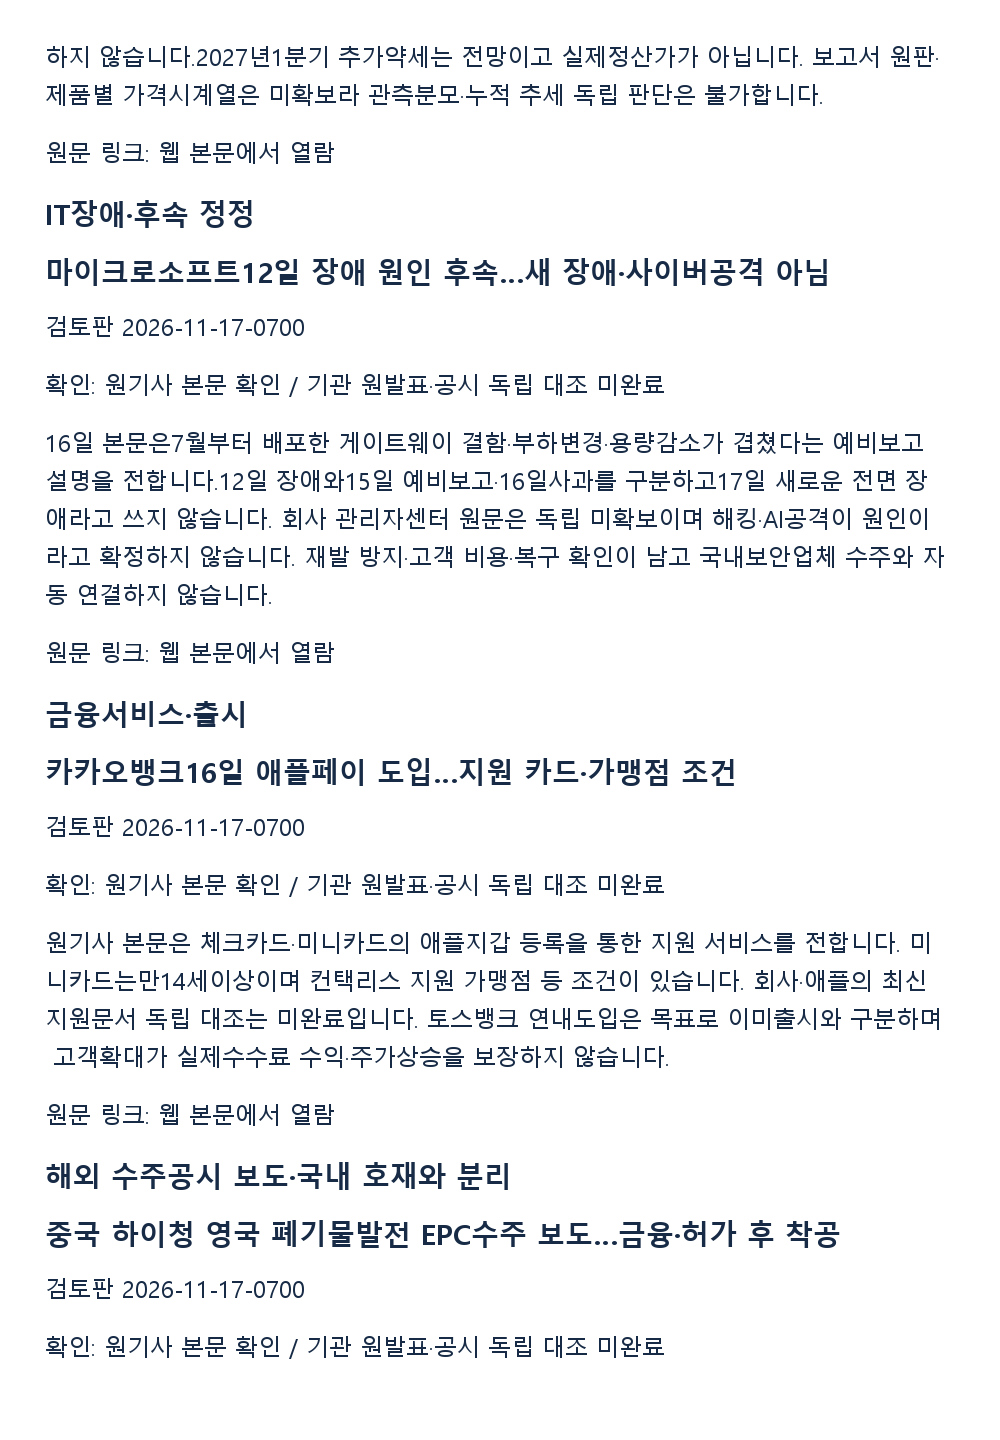 하지 않습니다.2027년1분기 추가약세는 전망이고 실제정산가가 아닙니다. 보고서 원판·
제품별 가격시계열은 미확보라 관측분모·누적 추세 독립 판단은 불가합니다.
원문 링크: 웹 본문에서 열람
IT장애·후속 정정
마이크로소프트12일 장애 원인 후속…새 장애·사이버공격 아님
검토판 2026-11-17-0700
확인: 원기사 본문 확인 / 기관 원발표·공시 독립 대조 미완료
16일 본문은7월부터 배포한 게이트웨이 결함·부하변경·용량감소가 겹쳤다는 예비보고
설명을 전합니다.12일 장애와15일 예비보고·16일사과를 구분하고17일 새로운 전면 장
애라고 쓰지 않습니다. 회사 관리자센터 원문은 독립 미확보이며 해킹·AI공격이 원인이
라고 확정하지 않습니다. 재발 방지·고객 비용·복구 확인이 남고 국내보안업체 수주와 자
동 연결하지 않습니다.
원문 링크: 웹 본문에서 열람
금융서비스·출시
카카오뱅크16일 애플페이 도입…지원 카드·가맹점 조건
검토판 2026-11-17-0700
확인: 원기사 본문 확인 / 기관 원발표·공시 독립 대조 미완료
원기사 본문은 체크카드·미니카드의 애플지갑 등록을 통한 지원 서비스를 전합니다. 미
니카드는만14세이상이며 컨택리스 지원 가맹점 등 조건이 있습니다. 회사·애플의 최신
지원문서 독립 대조는 미완료입니다. 토스뱅크 연내도입은 목표로 이미출시와 구분하며
고객확대가 실제수수료 수익·주가상승을 보장하지 않습니다.
원문 링크: 웹 본문에서 열람
해외 수주공시 보도·국내 호재와 분리
중국 하이청 영국 폐기물발전 EPC수주 보도…금융·허가 후 착공
검토판 2026-11-17-0700
확인: 원기사 본문 확인 / 기관 원발표·공시 독립 대조 미완료